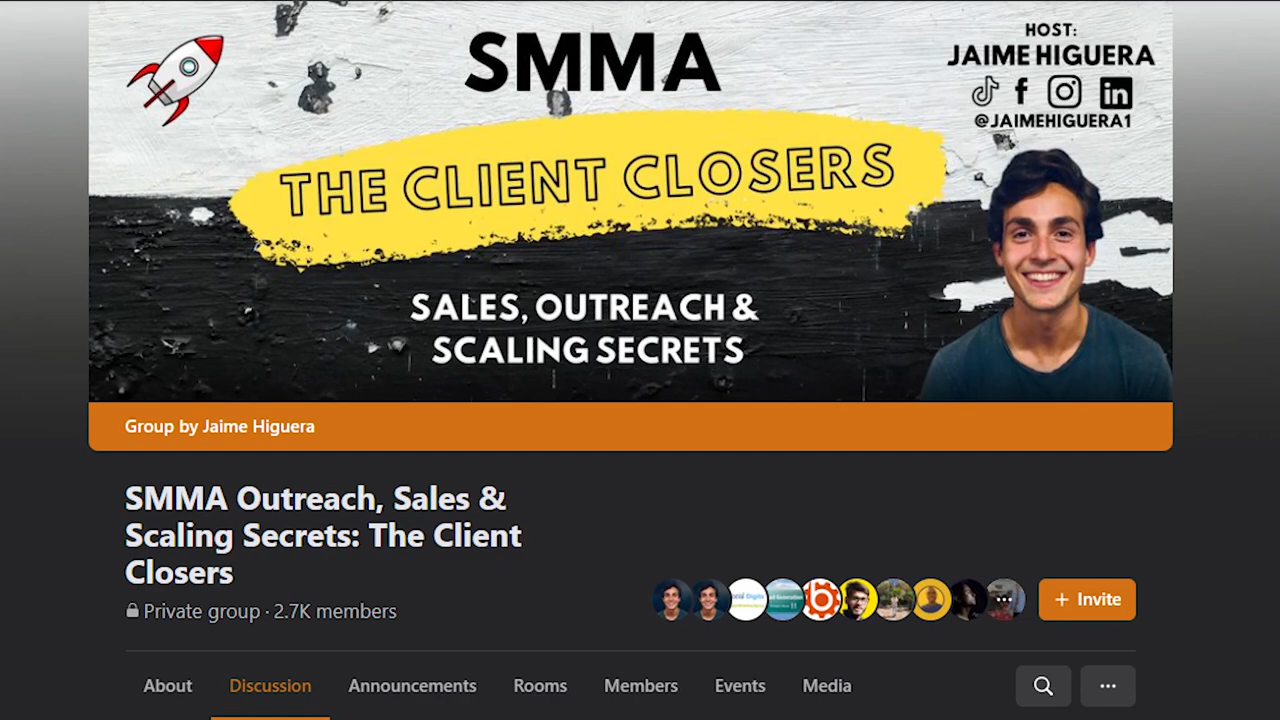 SMMA
THE CLIENT CLOSERS
SALES, OUTREACH &
SCALING SECRETS
HOST:
JAIME HIGUERA
@JAIMEHIGUERA1
Group by Jaime Higuera
SMMA Outreach, Sales &
Scaling Secrets: The Client
Closers
Private group · 2.7K members
+ Invite
About Discussion Announcements Rooms Members Events Media